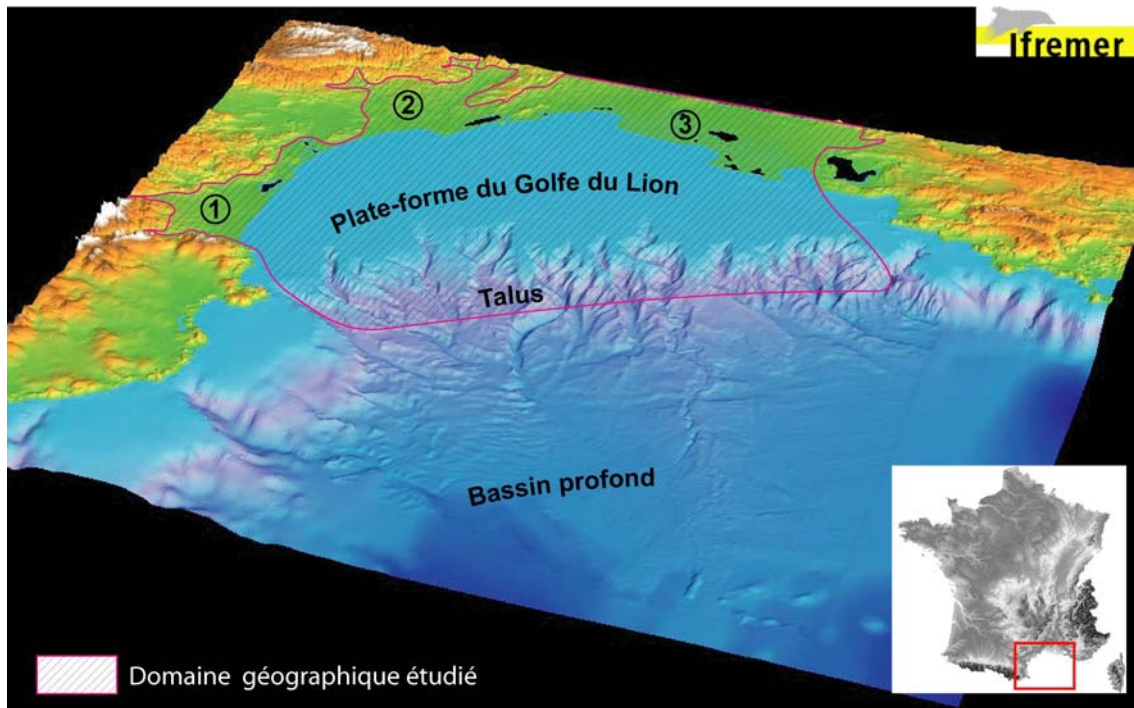 Ifremer
②
③
①
Plate-forme du Golfe du Lion
Talus
Bassin profond
Domaine géographique étudié